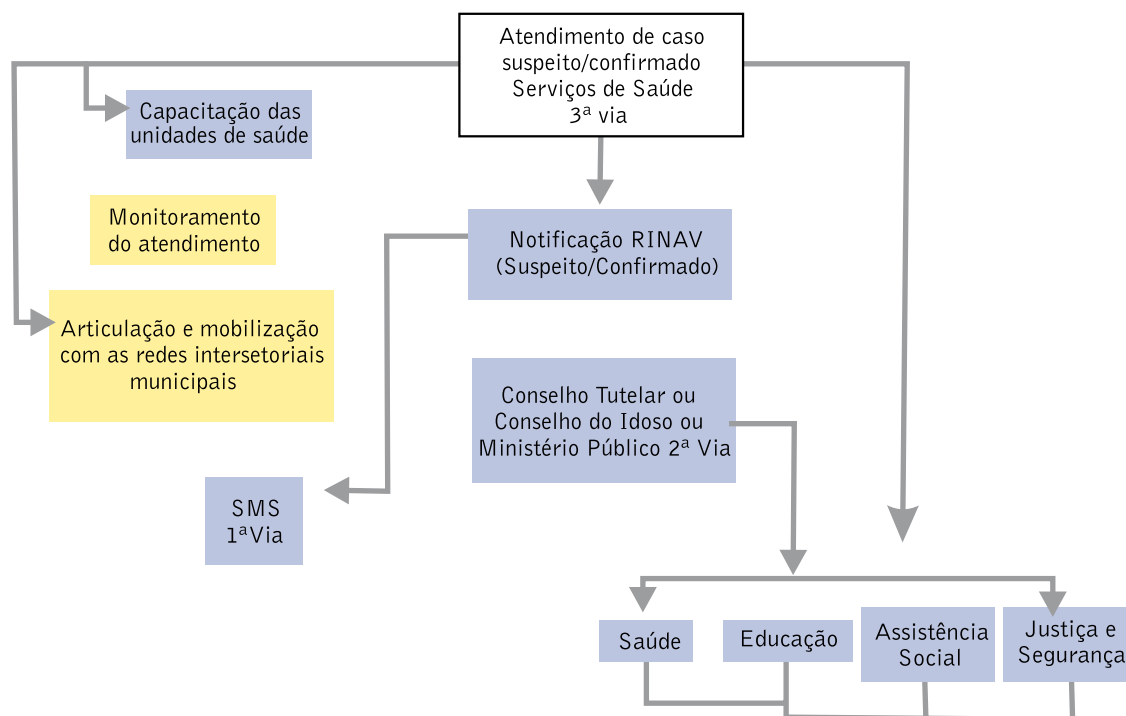 Atendimento de caso
suspeito/confirmado
Serviços de Saúde
3ª via
Capacitação das
unidades de saúde
Monitoramento
do atendimento
Notificação RINAV
(Suspeito/Confirmado)
Articulação e mobilização
com as redes intersetoriais
municipais
Conselho Tutelar ou
Conselho do Idoso ou
Ministério Público 2ª Via
SMS
1ªVia
Saúde
Educação
Assistência
Social
Justiça e
Segurança